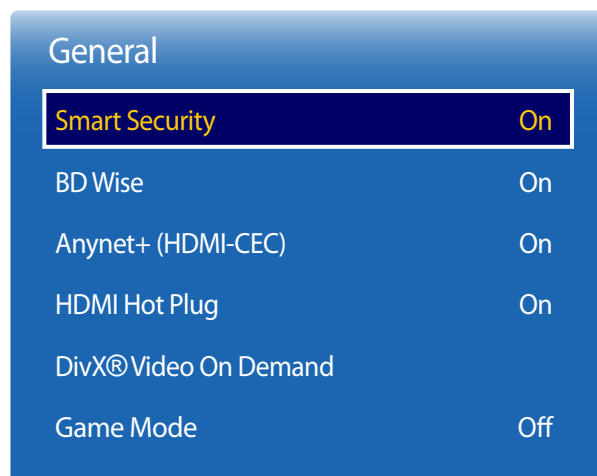 General
Smart Security On
BD Wise On
Anynet+ (HDMI-CEC) On
HDMI Hot Plug On
DivX® Video On Demand
Game Mode Off